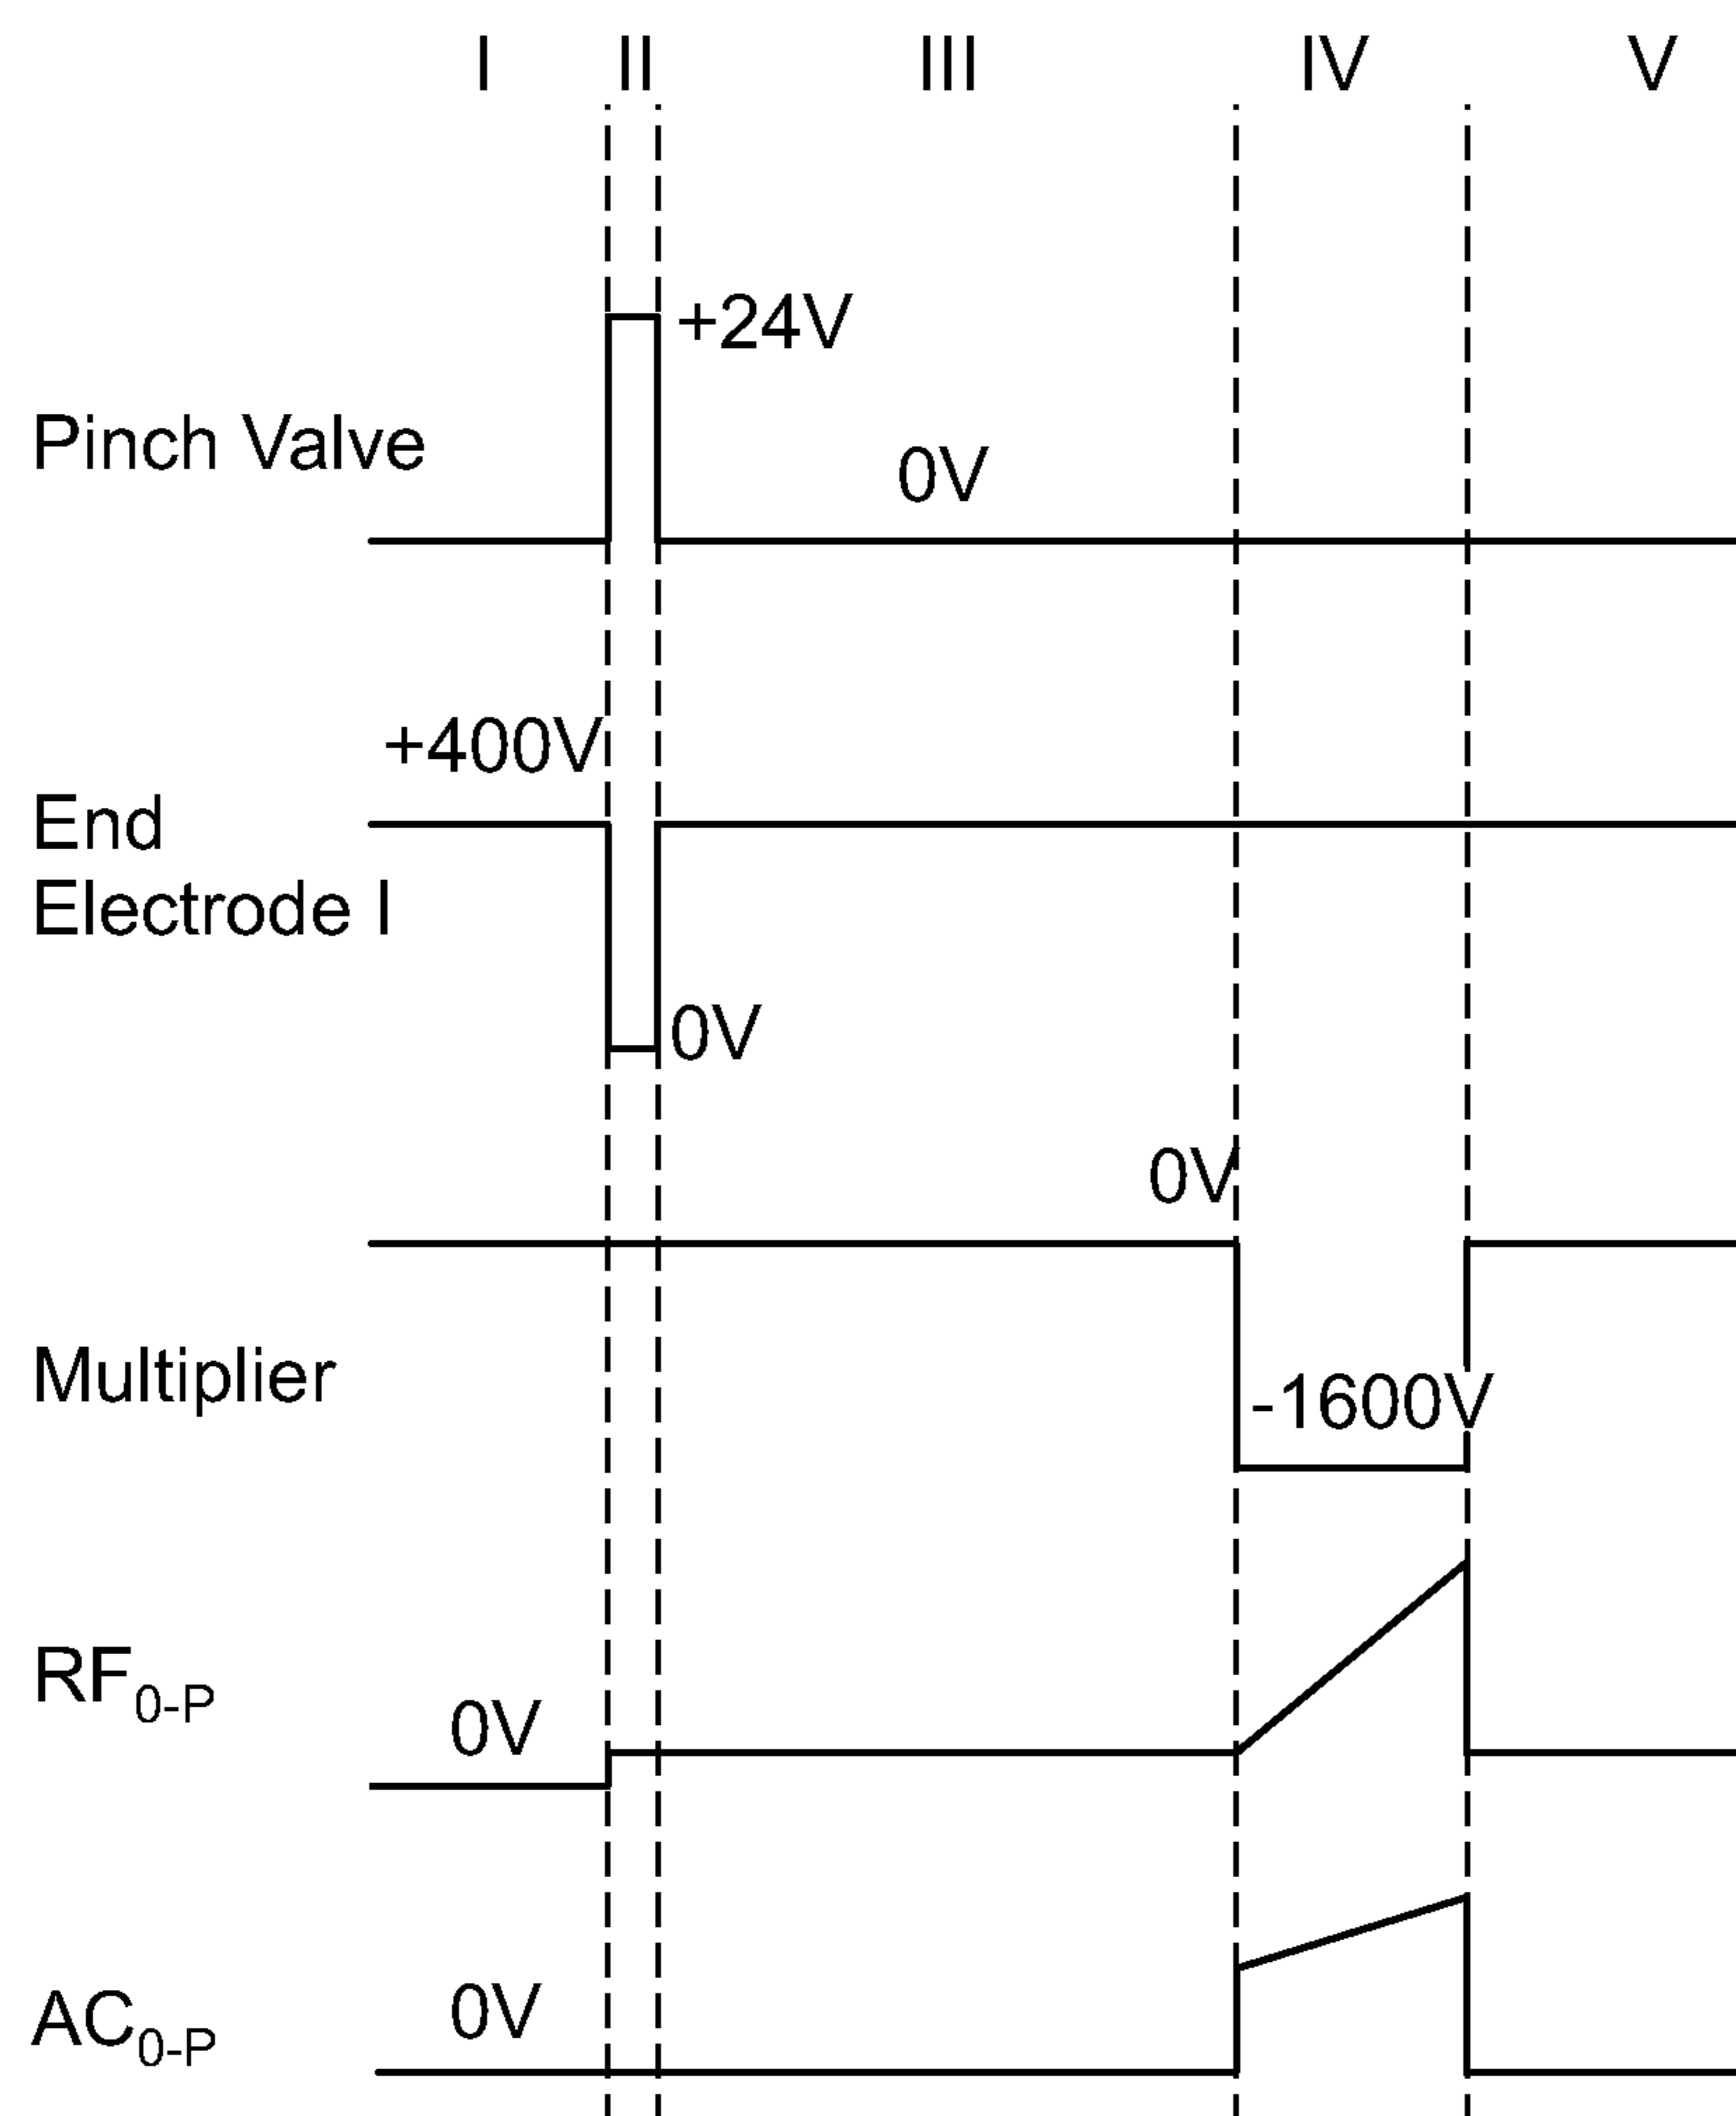 I II III IV V
+24V
Pinch Valve
0V
+400V
End
Electrode I
0V
0V
Multiplier
-1600V
RF0-P
0V
AC0-P
0V